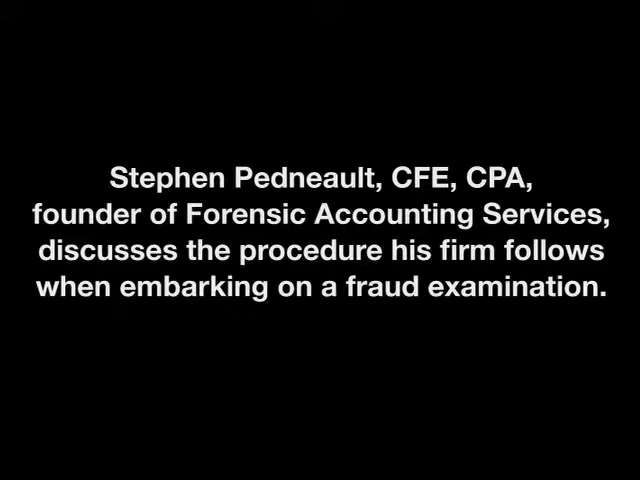 Stephen Pedneault, CFE, CPA,
founder of Forensic Accounting Services,
discusses the procedure his firm follows
when embarking on a fraud examination.